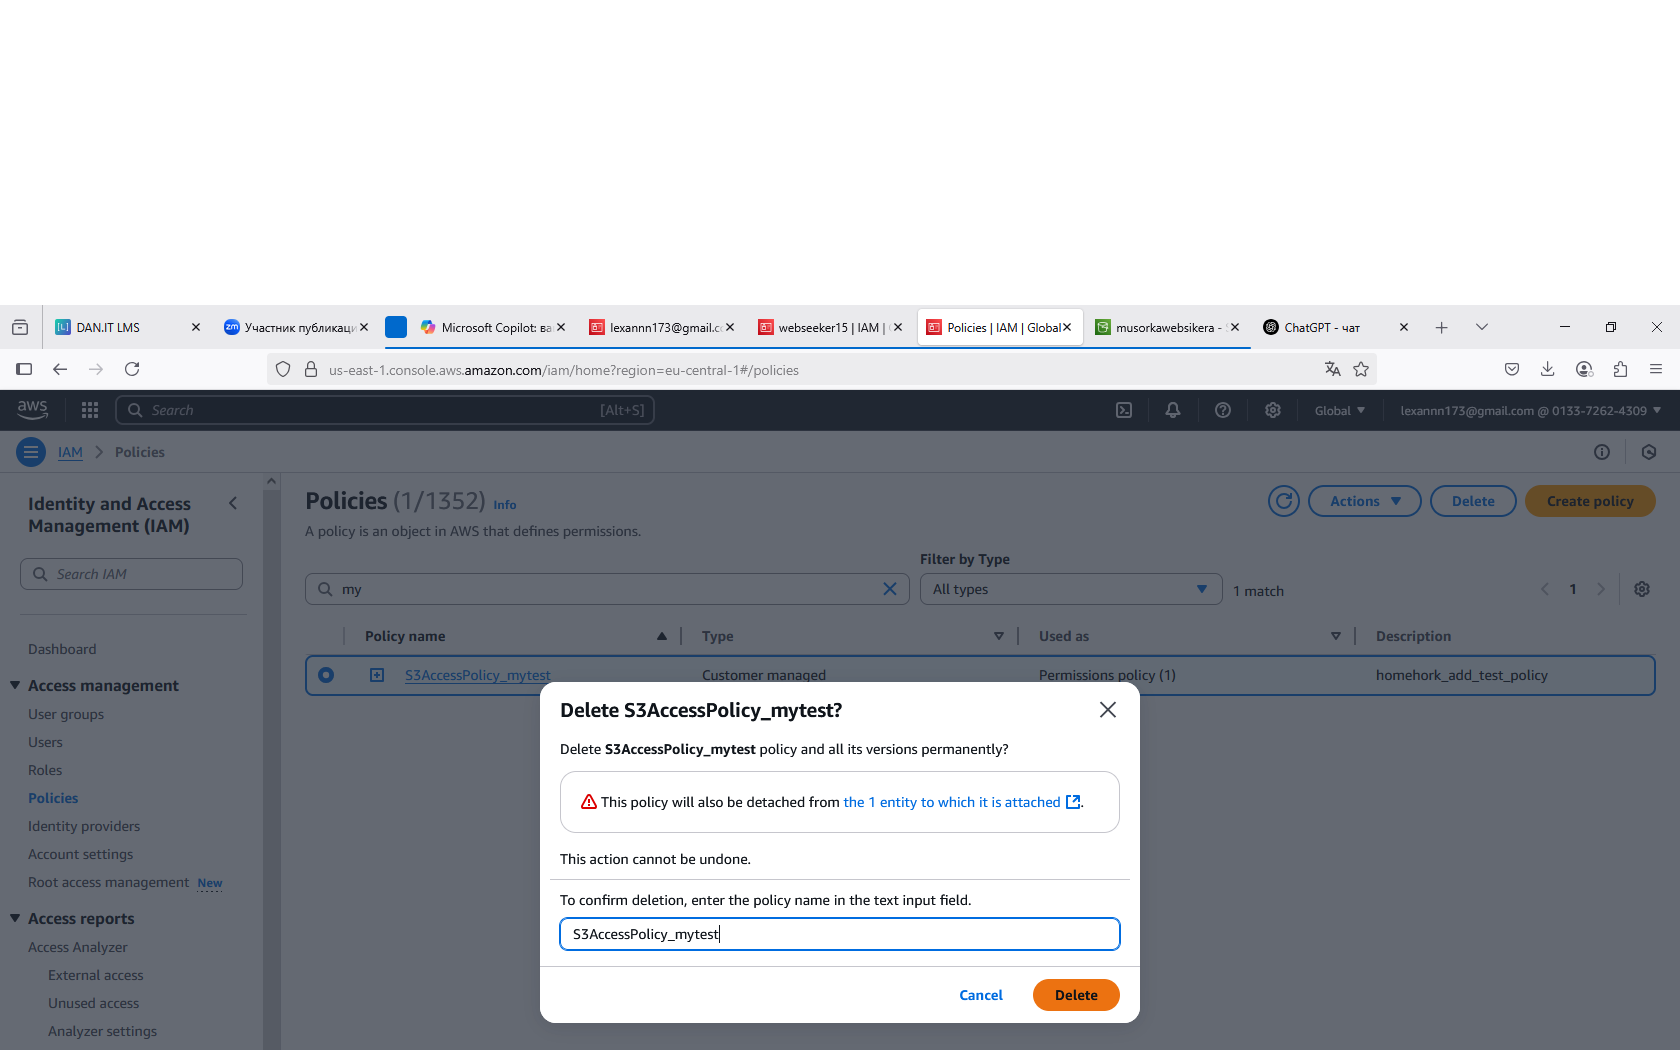 DAN.IT LMS
Участник публикаци
Microsoft Copilot: ва
lexannn173@gmail.c
webseeker15 | IAM |
Policies | IAM | Global
musorkawebsikera -
ChatGPT - чат
us-east-1.console.aws.amazon.com/iam/home?region=eu-central-1#/policies
aws
Search
[Alt+S]
Global
lexannn173@gmail.com @ 0133-7262-4309
IAM
Policies
Identity and Access
Management (IAM)
Search IAM
Dashboard
Access management
User groups
Users
Roles
Policies
Identity providers
Account settings
Root access management New
Access reports
Access Analyzer
External access
Unused access
Analyzer settings
Policies (1/1352) Info
A policy is an object in AWS that defines permissions.
Actions
Delete
Create policy
Filter by Type
my
All types
1 match
1
Policy name
Type
Used as
Description
S3AccessPolicy_mytest
Customer managed
Permissions policy (1)
homehork_add_test_policy
Delete S3AccessPolicy_mytest?
Delete S3AccessPolicy_mytest policy and all its versions permanently?
This policy will also be detached from the 1 entity to which it is attached .
This action cannot be undone.
To confirm deletion, enter the policy name in the text input field.
S3AccessPolicy_mytest
Cancel
Delete